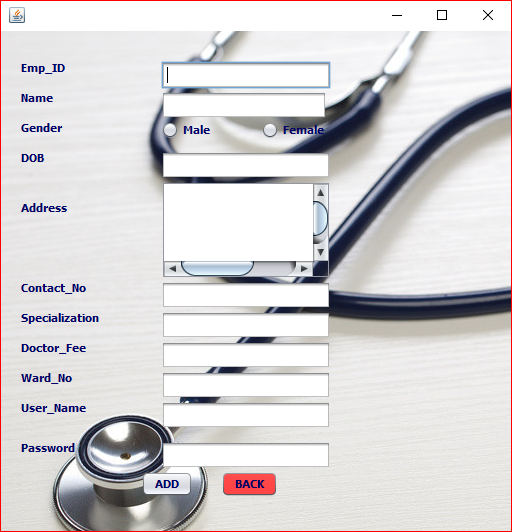 Emp_ID
Name
Gender Male Female
DOB
Address
Contact_No
Specialization
Doctor_Fee
Ward_No
User_Name
Password
ADD BACK